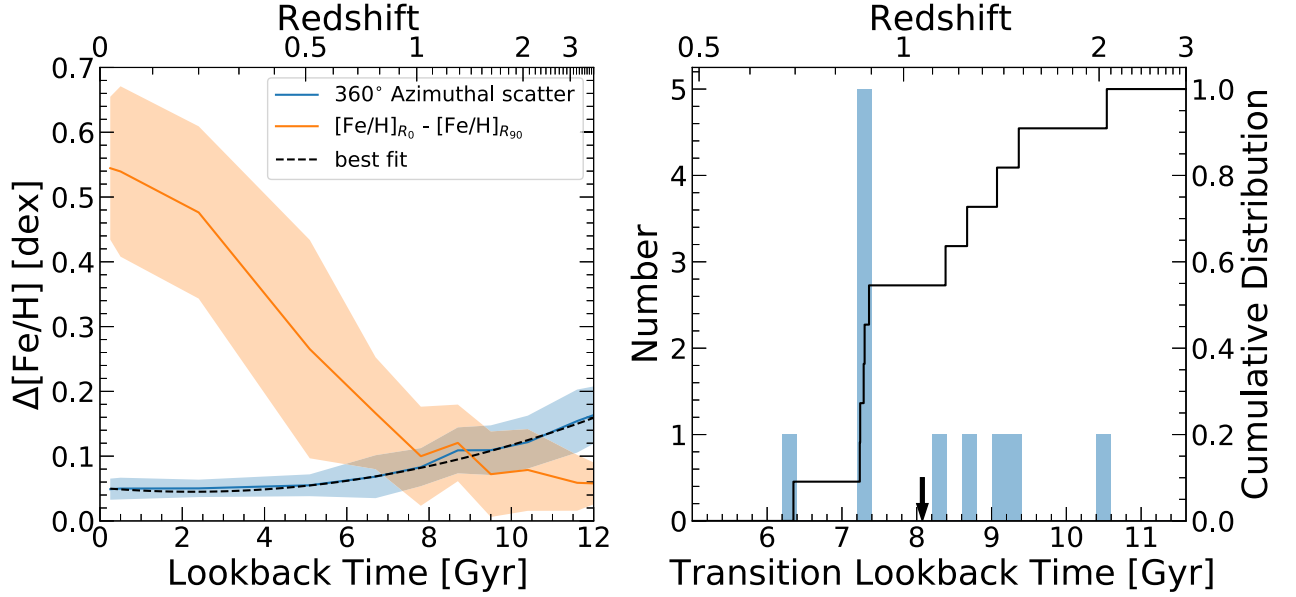 Redshift
0 0.5 1 2 3
0.7
0.6
0.5
0.4
0.3
0.2
0.1
0.0
Δ[Fe/H] [dex]
360° Azimuthal scatter
[Fe/H]R0 - [Fe/H]R90
best fit
0 2 4 6 8 10 12
Lookback Time [Gyr]
Redshift
0.5 1 2 3
5
4
3
2
1
0
Number
1.0
0.8
0.6
0.4
0.2
0.0
Cumulative Distribution
6 7 8 9 10 11
Transition Lookback Time [Gyr]